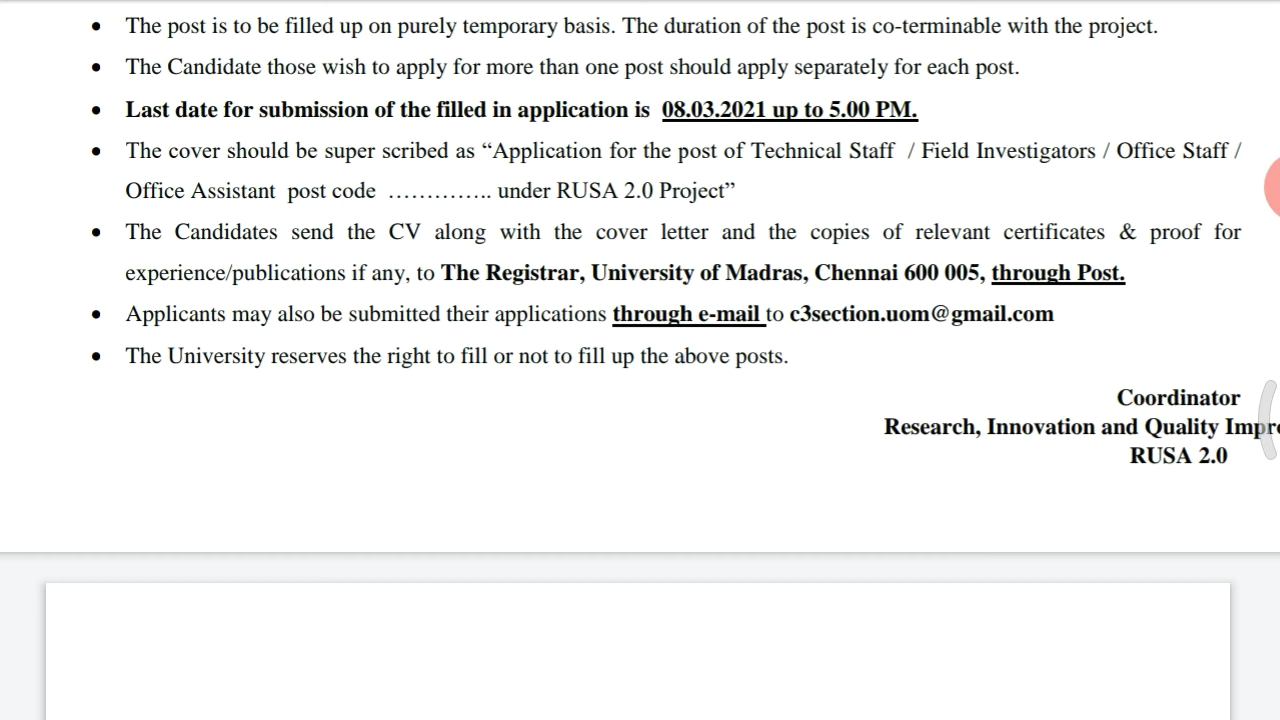 • The post is to be filled up on purely temporary basis. The duration of the post is co-terminable with the project.
• The Candidate those wish to apply for more than one post should apply separately for each post.
• Last date for submission of the filled in application is 08.03.2021 up to 5.00 PM.
• The cover should be super scribed as “Application for the post of Technical Staff / Field Investigators / Office Staff /
Office Assistant post code ………….. under RUSA 2.0 Project”
• The Candidates send the CV along with the cover letter and the copies of relevant certificates & proof for
experience/publications if any, to The Registrar, University of Madras, Chennai 600 005, through Post.
• Applicants may also be submitted their applications through e-mail to c3section.uom@gmail.com
• The University reserves the right to fill or not to fill up the above posts.
Coordinator
Research, Innovation and Quality
RUSA 2.0